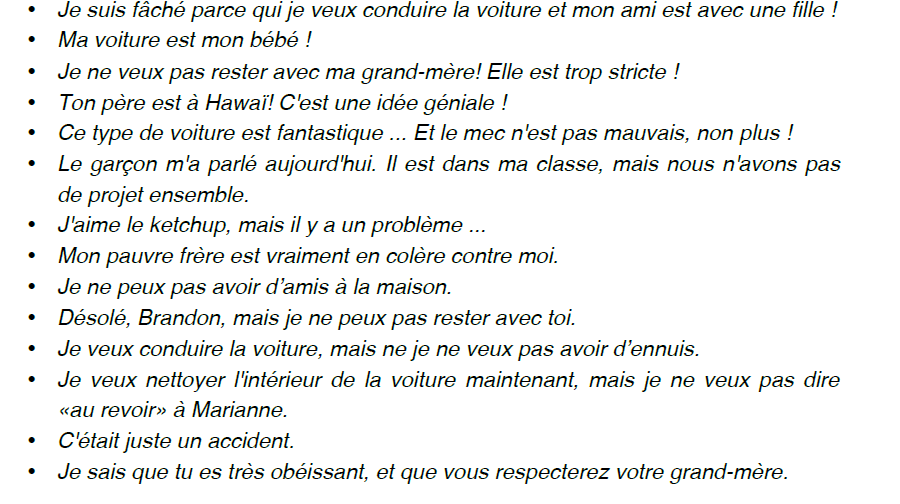 • Je suis fâché parce qui je veux conduire la voiture et mon ami est avec une fille !
• Ma voiture est mon bébé !
• Je ne veux pas rester avec ma grand-mère! Elle est trop stricte !
• Ton père est à Hawaï! C'est une idée géniale !
• Ce type de voiture est fantastique ... Et le mec n'est pas mauvais, non plus !
• Le garçon m'a parlé aujourd'hui. Il est dans ma classe, mais nous n'avons pas
de projet ensemble.
• J'aime le ketchup, mais il y a un problème ...
• Mon pauvre frère est vraiment en colère contre moi.
• Je ne peux pas avoir d’amis à la maison.
• Désolé, Brandon, mais je ne peux pas rester avec toi.
• Je veux conduire la voiture, mais ne je ne veux pas avoir d’ennuis.
• Je veux nettoyer l'intérieur de la voiture maintenant, mais je ne veux pas dire
«au revoir» à Marianne.
• C'était juste un accident.
• Je sais que tu es très obéissant, et que vous respecterez votre grand-mère.